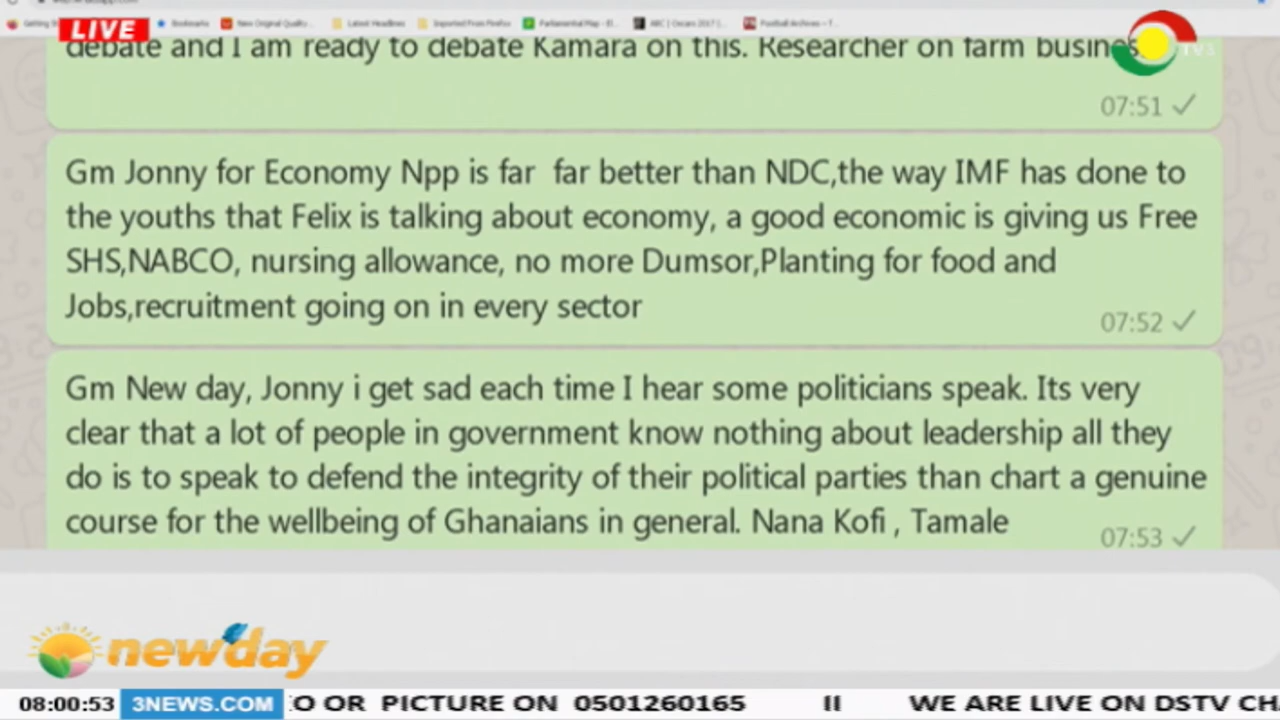 LIVE
Bookmarks
Latest Headlines
Imported From Firefox
debate and I am ready to debate Kamara on this. Researcher on farm busines
07:51
Gm Jonny for Economy Npp is far far better than NDC,the way IMF has done to
the youths that Felix is talking about economy, a good economic is giving us Free
SHS,NABCO, nursing allowance, no more Dumsor,Planting for food and
Jobs,recruitment going on in every sector
07:52
Gm New day, Jonny i get sad each time I hear some politicians speak. Its very
clear that a lot of people in government know nothing about leadership all they
do is to speak to defend the integrity of their political parties than chart a genuine
course for the wellbeing of Ghanaians in general. Nana Kofi , Tamale
07:53
newday
08:00:53 3NEWS.COM O OR PICTURE ON 0501260165 II WE ARE LIVE ON DSTV CH